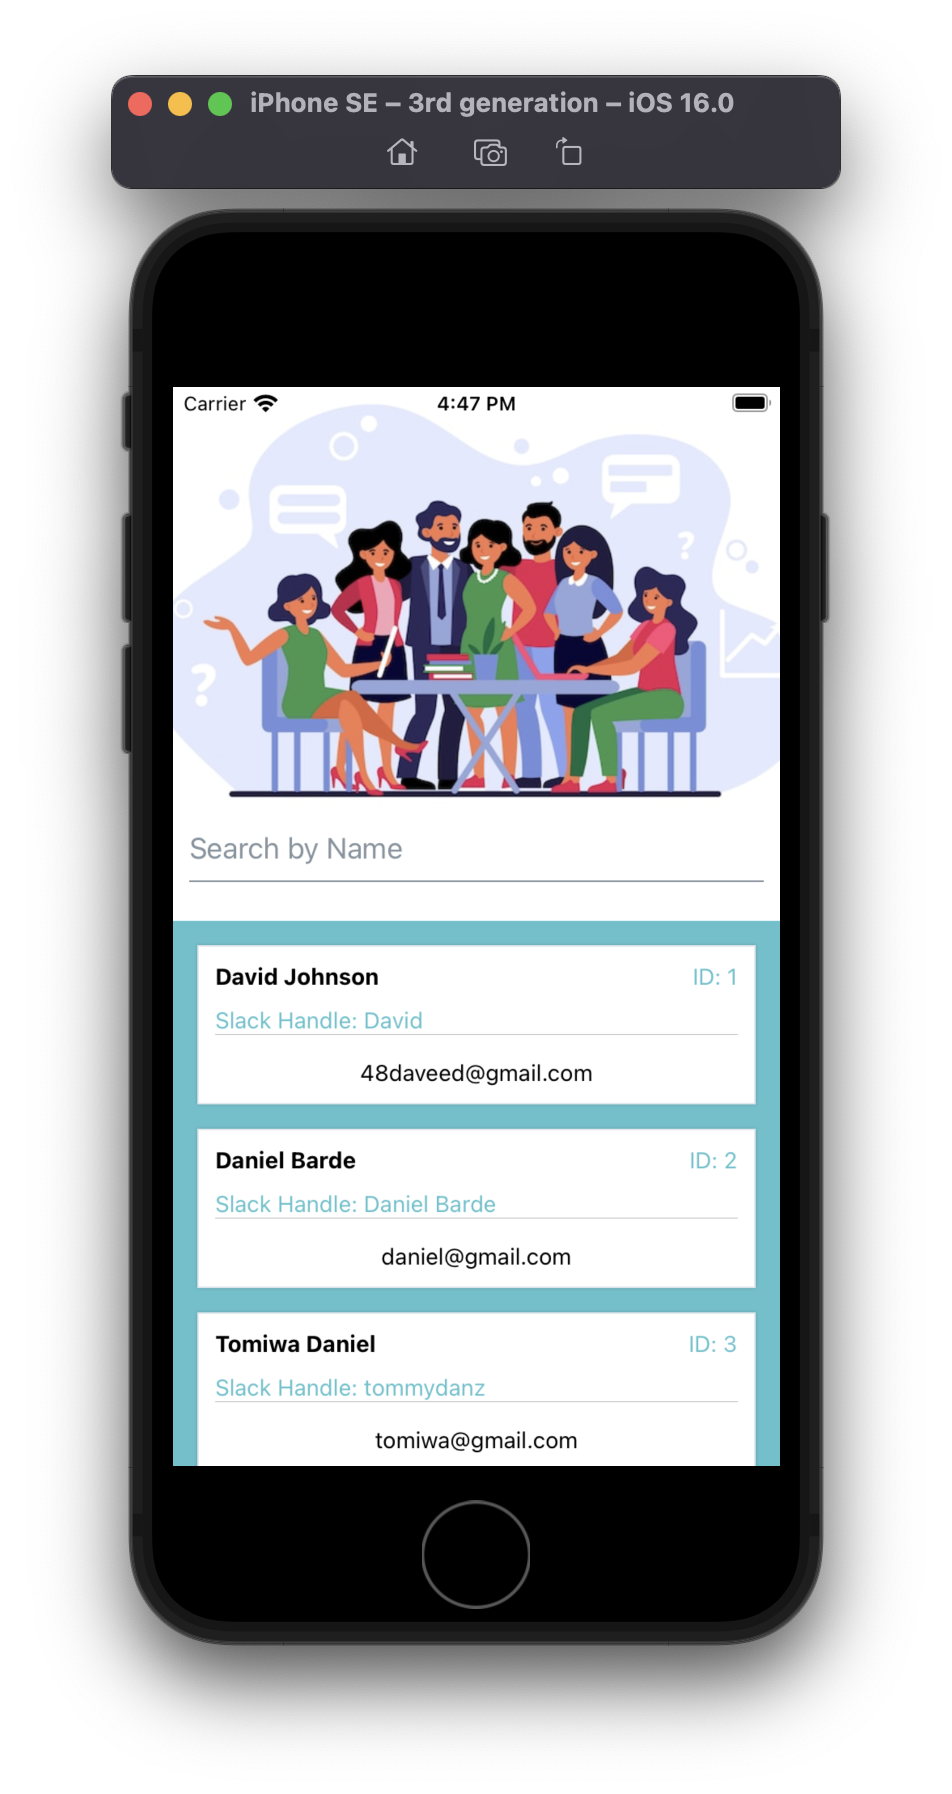 iPhone SE – 3rd generation – iOS 16.0
Carrier 4:47 PM
?
?
Search by Name
David Johnson ID: 1
Slack Handle: David
48daveed@gmail.com
Daniel Barde ID: 2
Slack Handle: Daniel Barde
daniel@gmail.com
Tomiwa Daniel ID: 3
Slack Handle: tommydanz
tomiwa@gmail.com